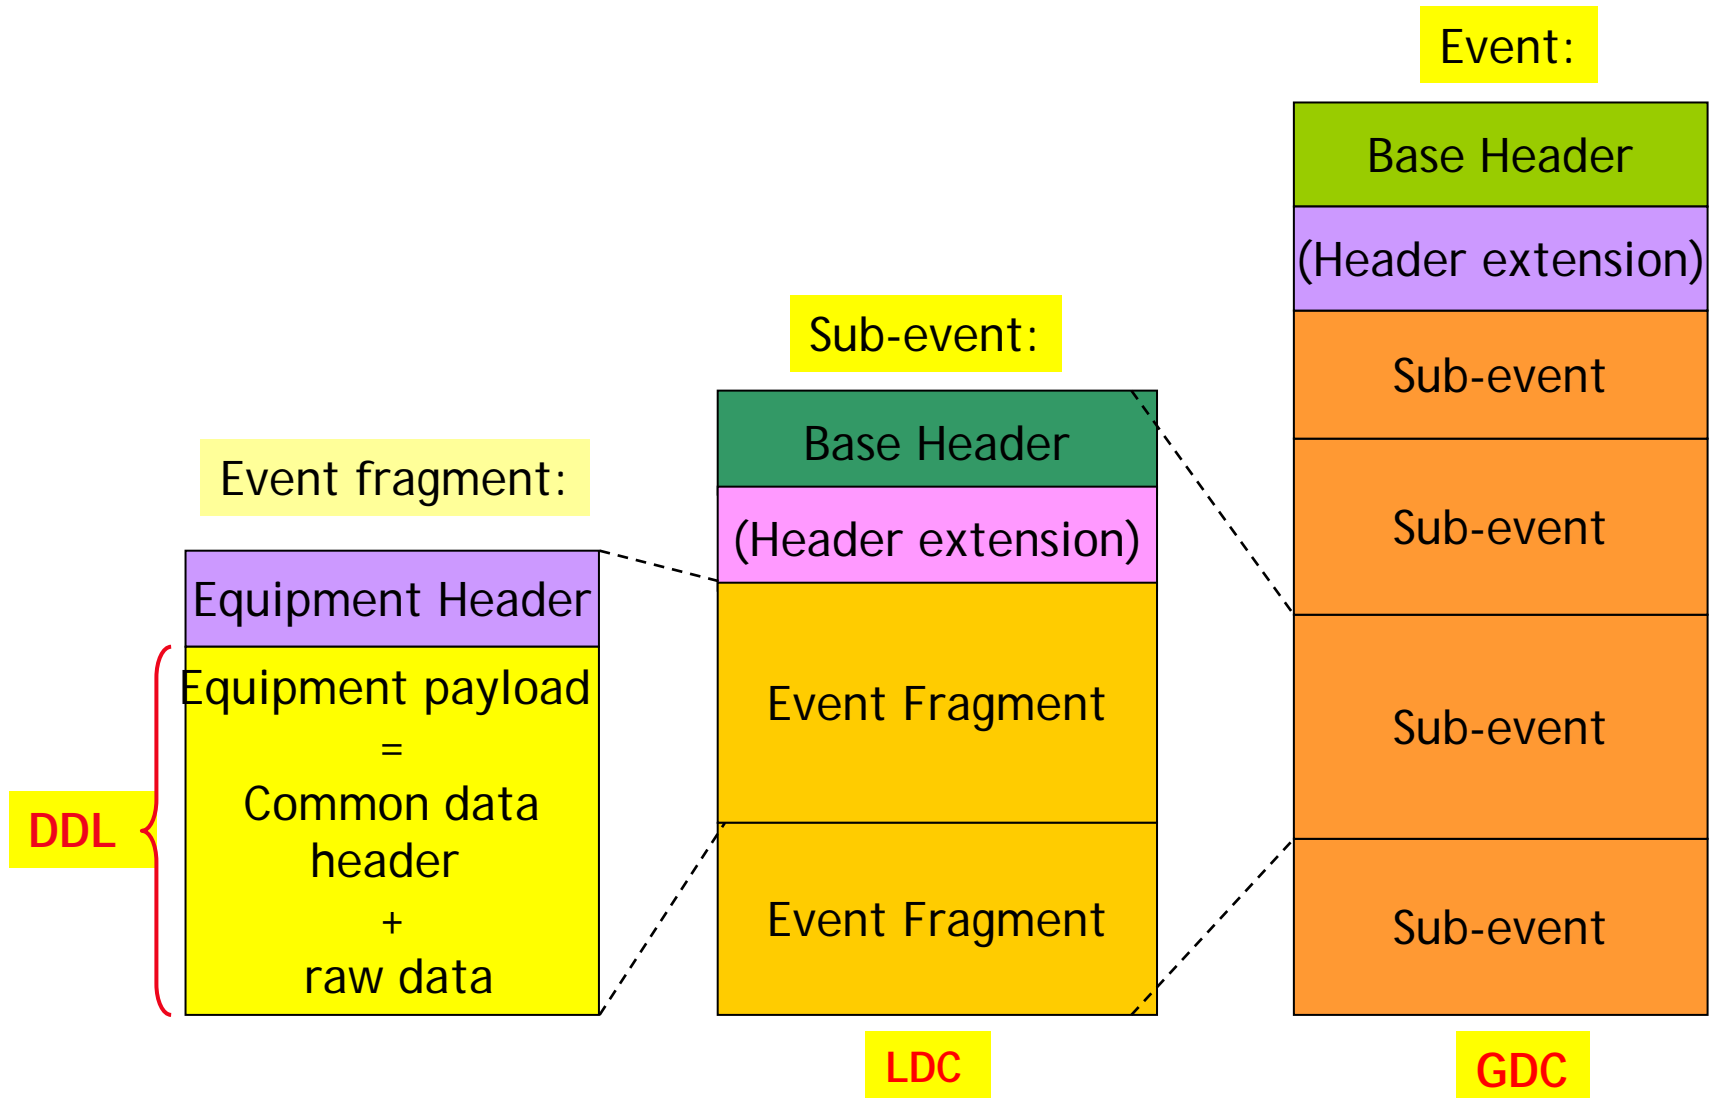 Event fragment:
Equipment Header
Equipment payload
=
Common data
header
+
raw data
DDL
Sub-event:
Base Header
(Header extension)
Event Fragment
Event Fragment
LDC
Event:
Base Header
(Header extension)
Sub-event
Sub-event
Sub-event
Sub-event
GDC